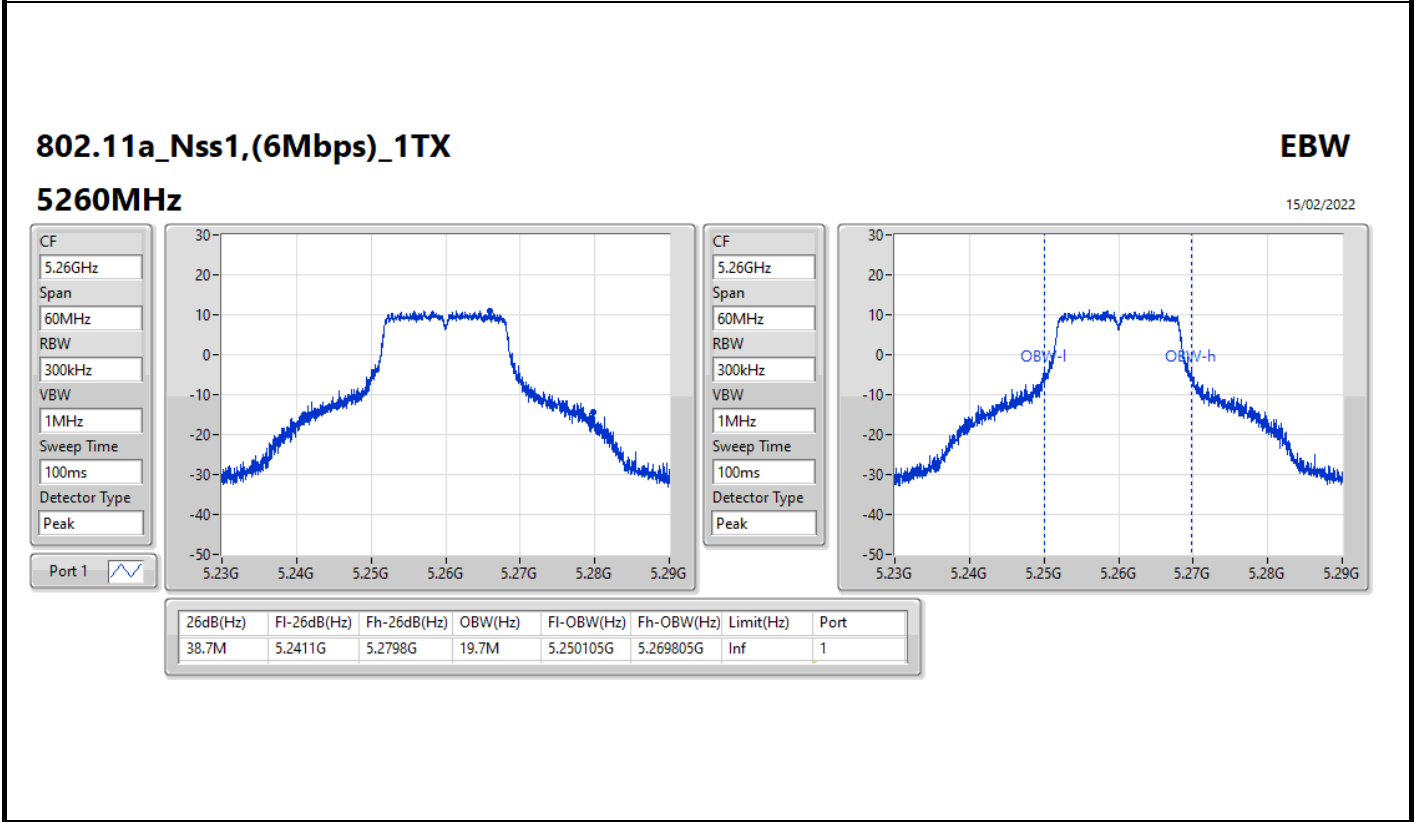 802.11a_Nss1,(6Mbps)_1TX EBW
5260MHz 15/02/2022
CF
5.26GHz
Span
60MHz
RBW
300kHz
VBW
1MHz
Sweep Time
100ms
Detector Type
Peak
Port 1
30
20
10
0
-10
-20
-30
-40
-50
5.23G 5.24G 5.25G 5.26G 5.27G 5.28G 5.29G
CF
5.26GHz
Span
60MHz
RBW
300kHz
VBW
1MHz
Sweep Time
100ms
Detector Type
Peak
30
20
10
0
-10
-20
-30
-40
-50
OBW-l OBW-h
5.23G 5.24G 5.25G 5.26G 5.27G 5.28G 5.29G
26dB(Hz) Fl-26dB(Hz) Fh-26dB(Hz) OBW(Hz) Fl-OBW(Hz) Fh-OBW(Hz) Limit(Hz) Port
38.7M 5.2411G 5.2798G 19.7M 5.250105G 5.269805G Inf 1